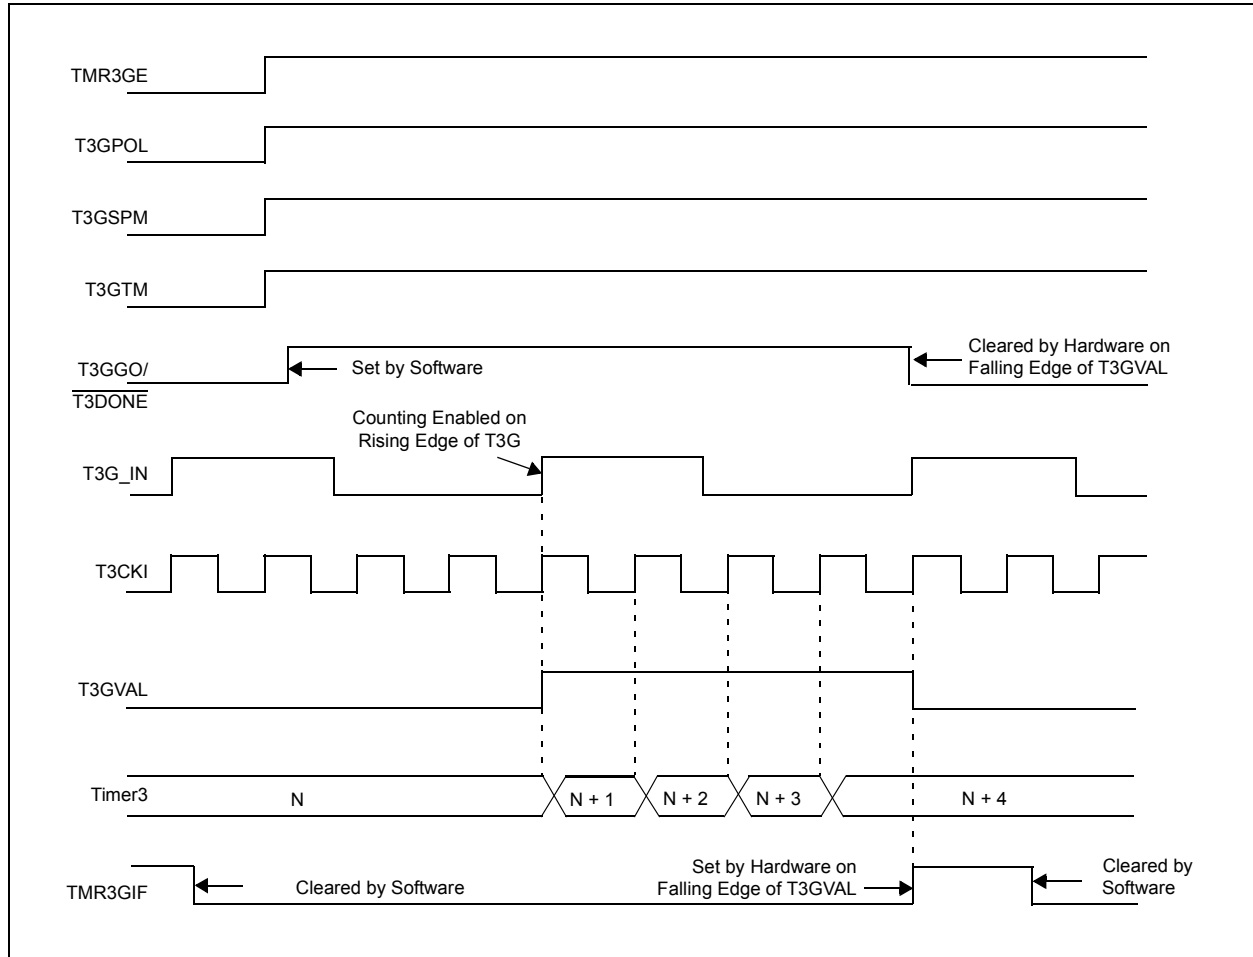 TMR3GE
T3GPOL
T3GSPM
T3GTM
T3GGO/
T3DONE
Set by Software
Cleared by Hardware on
Falling Edge of T3GVAL
Counting Enabled on
Rising Edge of T3G
T3G_IN
T3CKI
T3GVAL
Timer3
N
N + 1
N + 2
N + 3
N + 4
TMR3GIF
Cleared by Software
Set by Hardware on
Falling Edge of T3GVAL
Cleared by
Software